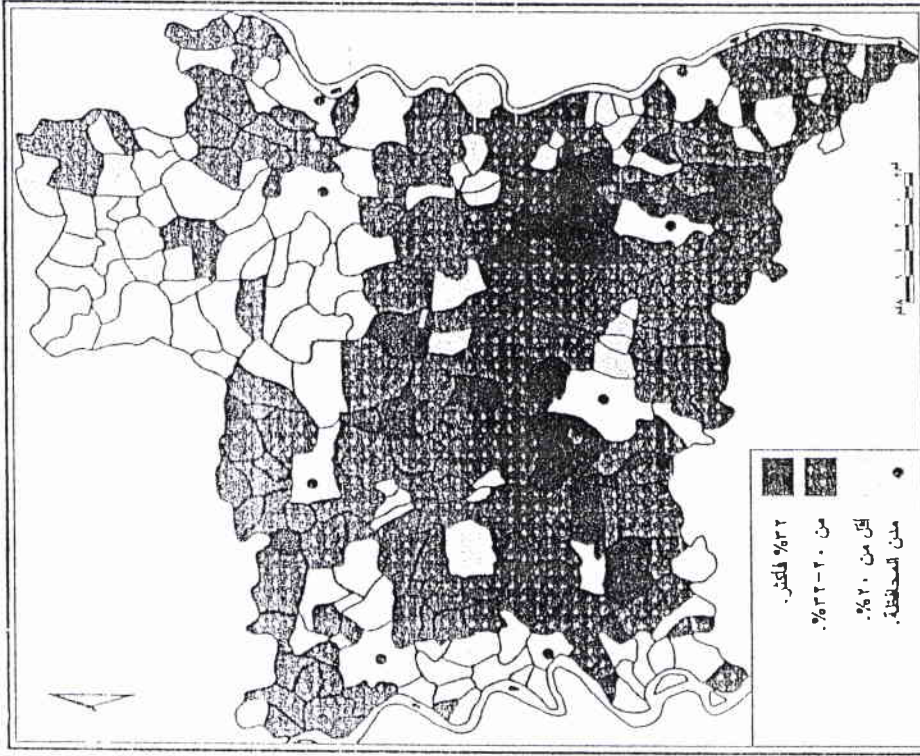 مدن المحافظة.
أقل من ٢٠%.
من ٢٠-٣٢%.
٣٢% فأكثر.